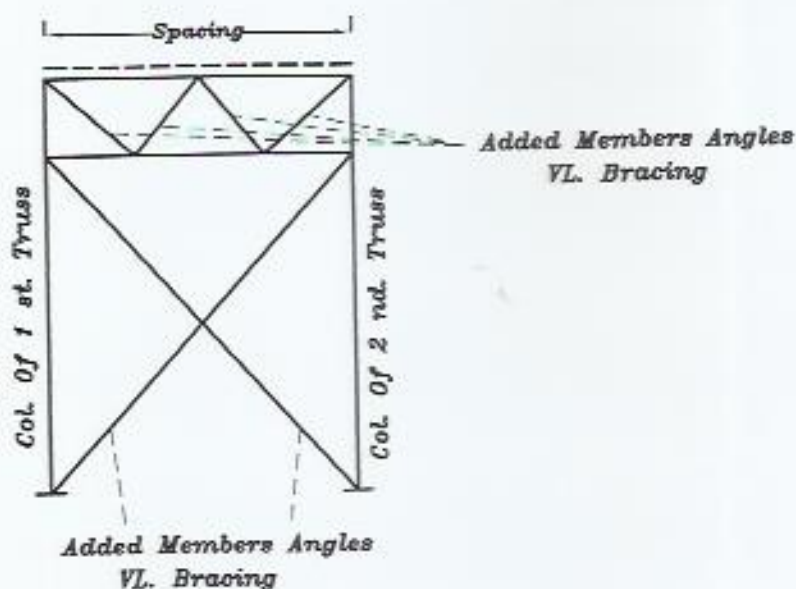 Spacing
Added Members Angles
VL. Bracing
Col. Of 1 st. Truss
Col. Of 2 nd. Truss
Added Members Angles
VL. Bracing